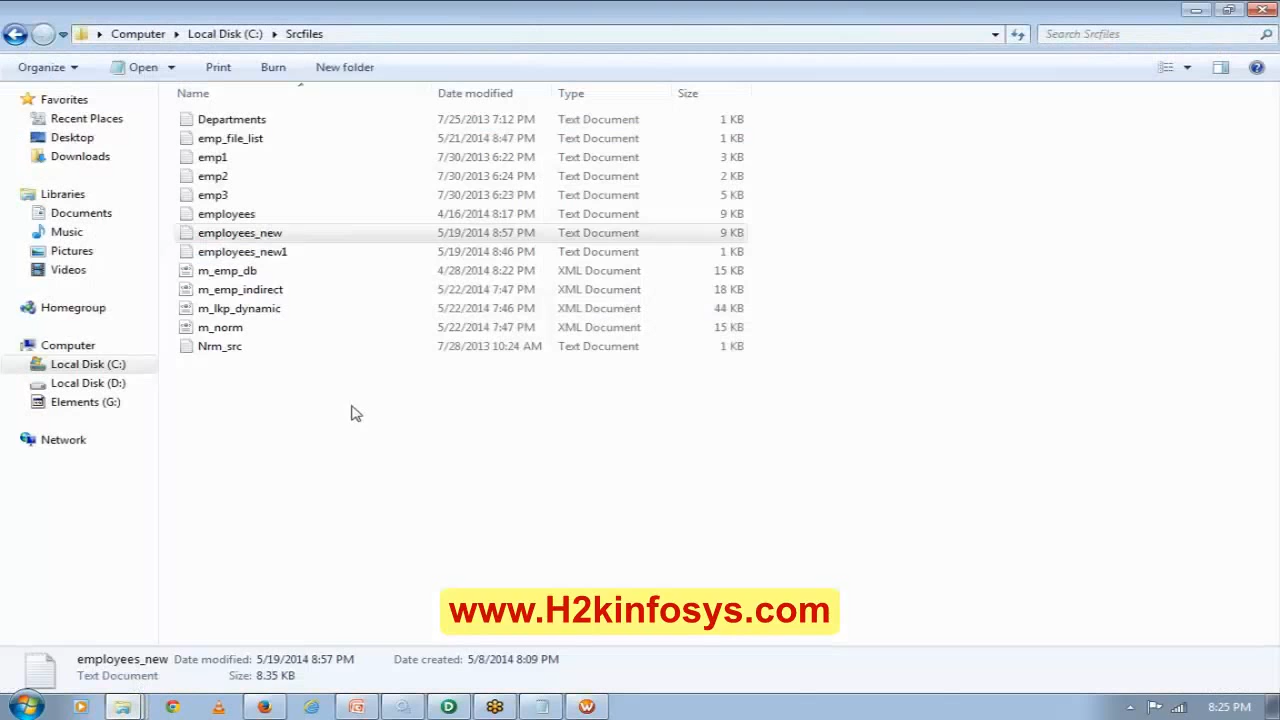 Computer Local Disk (C:) Srcfiles Search Srcfiles
Organize Open Print Burn New folder
Name Date modified Type Size
Favorites
Recent Places
Desktop
Downloads
Libraries
Documents
Music
Pictures
Videos
Homegroup
Computer
Local Disk (C:)
Local Disk (D:)
Elements (G:)
Network
Departments 7/25/2013 7:12 PM Text Document 1 KB
emp_file_list 5/21/2014 8:47 PM Text Document 1 KB
emp1 7/30/2013 6:22 PM Text Document 3 KB
emp2 7/30/2013 6:24 PM Text Document 2 KB
emp3 7/30/2013 6:23 PM Text Document 5 KB
employees 4/16/2014 8:17 PM Text Document 9 KB
employees_new 5/19/2014 8:57 PM Text Document 9 KB
employees_new1 5/19/2014 8:46 PM Text Document 1 KB
m_emp_db 4/28/2014 8:22 PM XML Document 15 KB
m_emp_indirect 5/22/2014 7:47 PM XML Document 18 KB
m_lkp_dynamic 5/22/2014 7:46 PM XML Document 44 KB
m_norm 5/22/2014 7:47 PM XML Document 15 KB
Nrm_src 7/28/2013 10:24 AM Text Document 1 KB
www.H2kinfosys.com
employees_new Date modified: 5/19/2014 8:57 PM Date created: 5/8/2014 8:09 PM
Text Document Size: 8.35 KB
8:25 PM